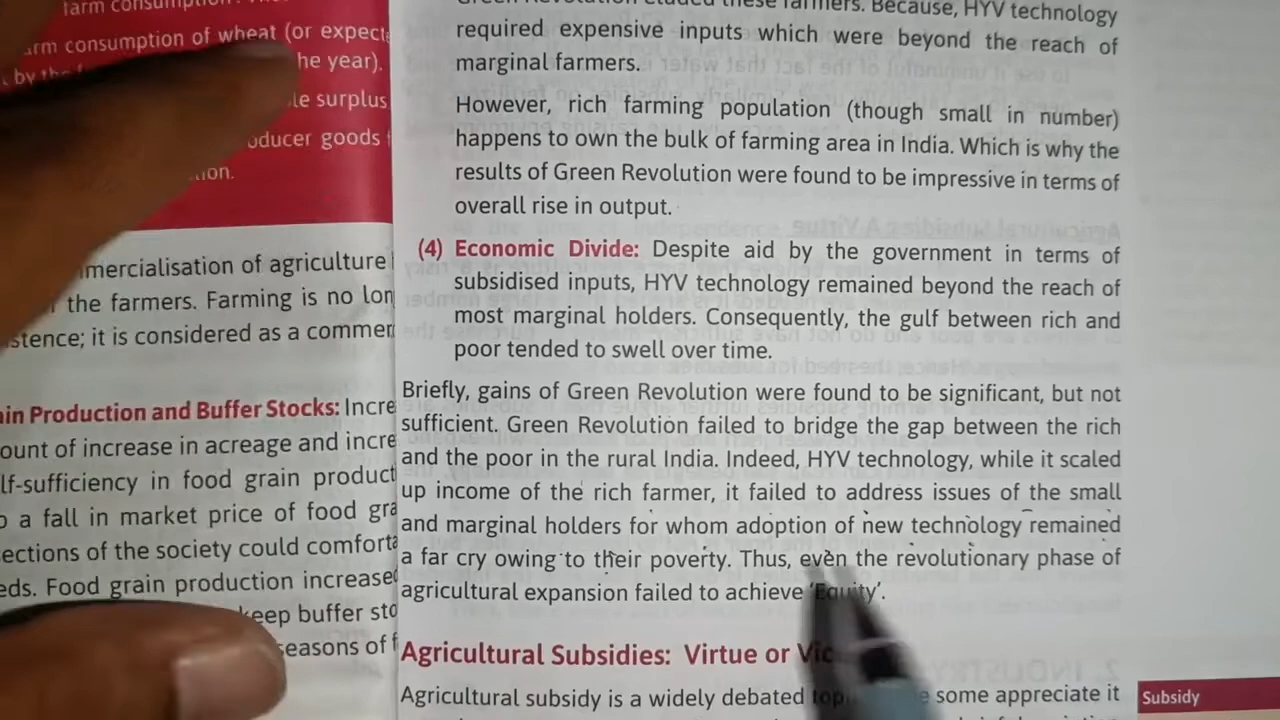 farm consumption
arm consumption of wheat (or expect
by the he year).
le surplus
oducer goods
ion.
mmercialisation of agriculture
the farmers. Farming is no lon
stence; it is considered as a commer
ain Production and Buffer Stocks: Incre
ount of increase in acreage and incre
lf-sufficiency in food grain product
o a fall in market price of food gra
ections of the society could comforta
eds. Food grain production increased
keep buffer sto
seasons of f
Green Revolution eluded these farmers. Because, HYV technology
required expensive inputs which were beyond the reach of
marginal farmers.
However, rich farming population (though small in number)
happens to own the bulk of farming area in India. Which is why the
results of Green Revolution were found to be impressive in terms of
overall rise in output.
(4) Economic Divide: Despite aid by the government in terms of
subsidised inputs, HYV technology remained beyond the reach of
most marginal holders. Consequently, the gulf between rich and
poor tended to swell over time.
Briefly, gains of Green Revolution were found to be significant, but not
sufficient. Green Revolution failed to bridge the gap between the rich
and the poor in the rural India. Indeed, HYV technology, while it scaled
up income of the rich farmer, it failed to address issues of the small
and marginal holders for whom adoption of new technology remained
a far cry owing to their poverty. Thus, even the revolutionary phase of
agricultural expansion failed to achieve 'Equity'.
Agricultural Subsidies: Virtue or Vic
Agricultural subsidy is a widely debated top e some appreciate it
Subsidy